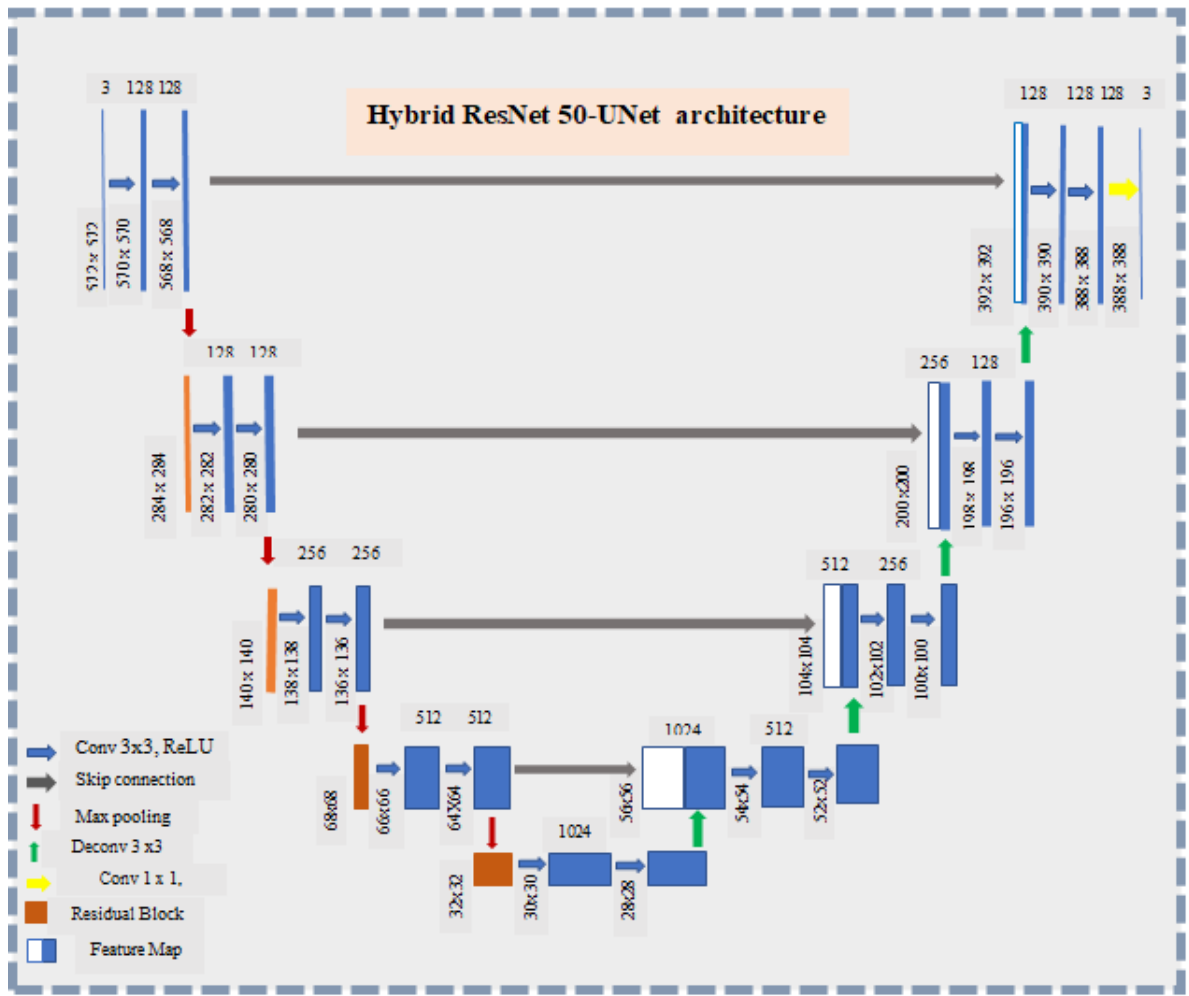 Hybrid ResNet 50-UNet architecture
3 128 128
570 x 570
568 x 568
128 128
284 x 284
282 x 282
280 x 280
256 256
140 x 140
138 x 138
136 x 136
512 512
68x68
66x66
64X64
1024
32x32
30x30
28x28
1024 512
56x56
54x54
52x52
512 256
104x104
102x102
100x100
256 128
200x200
198 x 198
196 x 196
128 128 128 3
392 x 392
390 x 390
388 x 388
388 x 388
Conv 3x3, ReLU
Skip connection
Max pooling
Deconv 3 x3
Conv 1 x 1,
Residual Block
Feature Map